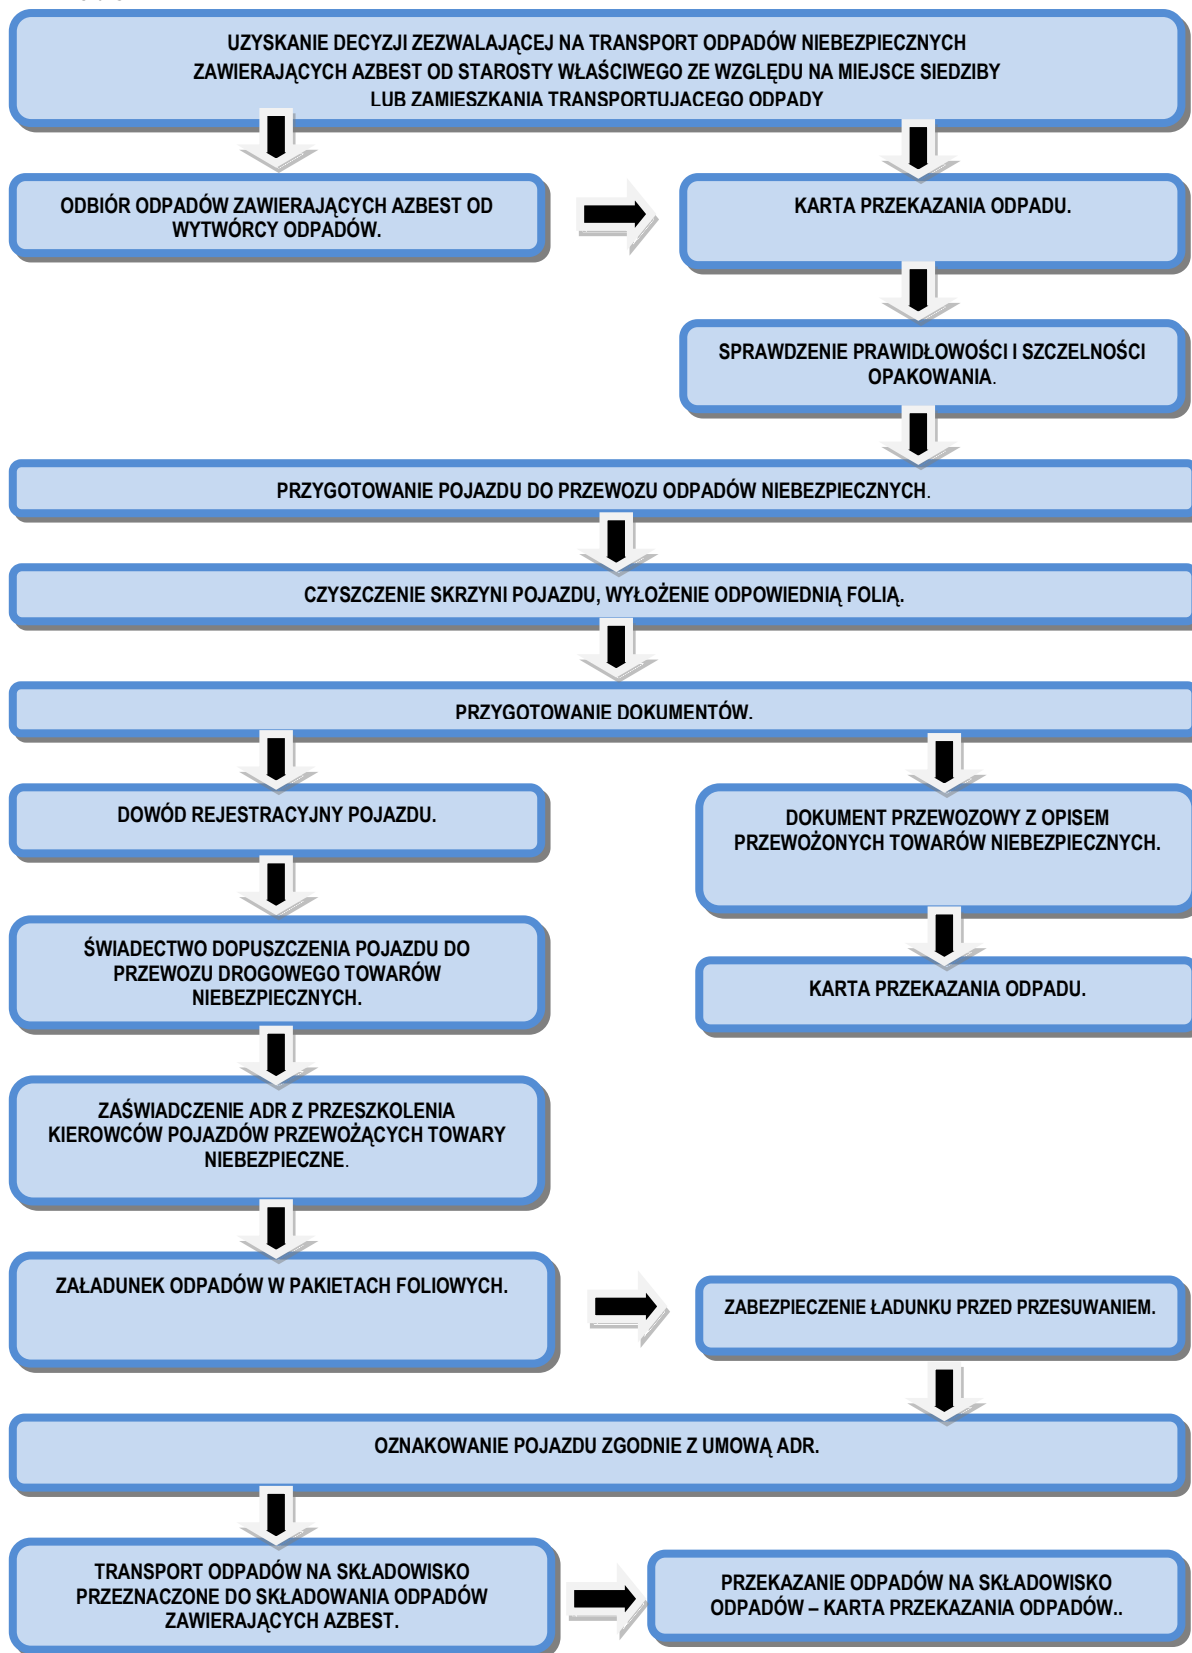 UZYSKANIE DECYZJI ZEZWALAJĄCEJ NA TRANSPORT ODPADÓW NIEBEZPIECZNYCH
ZAWIERAJĄCYCH AZBEST OD STAROSTY WŁAŚCIWEGO ZE WZGLĘDU NA MIEJSCE SIEDZIBY
LUB ZAMIESZKANIA TRANSPORTUJACEGO ODPADY
ODBIÓR ODPADÓW ZAWIERAJĄCYCH AZBEST OD
WYTWÓRCY ODPADÓW.
KARTA PRZEKAZANIA ODPADU.
SPRAWDZENIE PRAWIDŁOWOŚCI I SZCZELNOŚCI
OPAKOWANIA.
PRZYGOTOWANIE POJAZDU DO PRZEWOZU ODPADÓW NIEBEZPIECZNYCH.
CZYSZCZENIE SKRZYNI POJAZDU, WYŁOŻENIE ODPOWIEDNIĄ FOLIĄ.
PRZYGOTOWANIE DOKUMENTÓW.
DOWÓD REJESTRACYJNY POJAZDU.
DOKUMENT PRZEWOZOWY Z OPISEM
PRZEWOŻONYCH TOWARÓW NIEBEZPIECZNYCH.
ŚWIADECTWO DOPUSZCZENIA POJAZDU DO
PRZEWOZU DROGOWEGO TOWARÓW
NIEBEZPIECZNYCH.
KARTA PRZEKAZANIA ODPADU.
ZAŚWIADCZENIE ADR Z PRZESZKOLENIA
KIEROWCÓW POJAZDÓW PRZEWOŻĄCYCH TOWARY
NIEBEZPIECZNE.
ZAŁADUNEK ODPADÓW W PAKIETACH FOLIOWYCH.
ZABEZPIECZENIE ŁADUNKU PRZED PRZESUWANIEM.
OZNAKOWANIE POJAZDU ZGODNIE Z UMOWĄ ADR.
TRANSPORT ODPADÓW NA SKŁADOWISKO
PRZEZNACZONE DO SKŁADOWANIA ODPADÓW
ZAWIERAJĄCYCH AZBEST.
PRZEKAZANIE ODPADÓW NA SKŁADOWISKO
ODPADÓW – KARTA PRZEKAZANIA ODPADÓW..